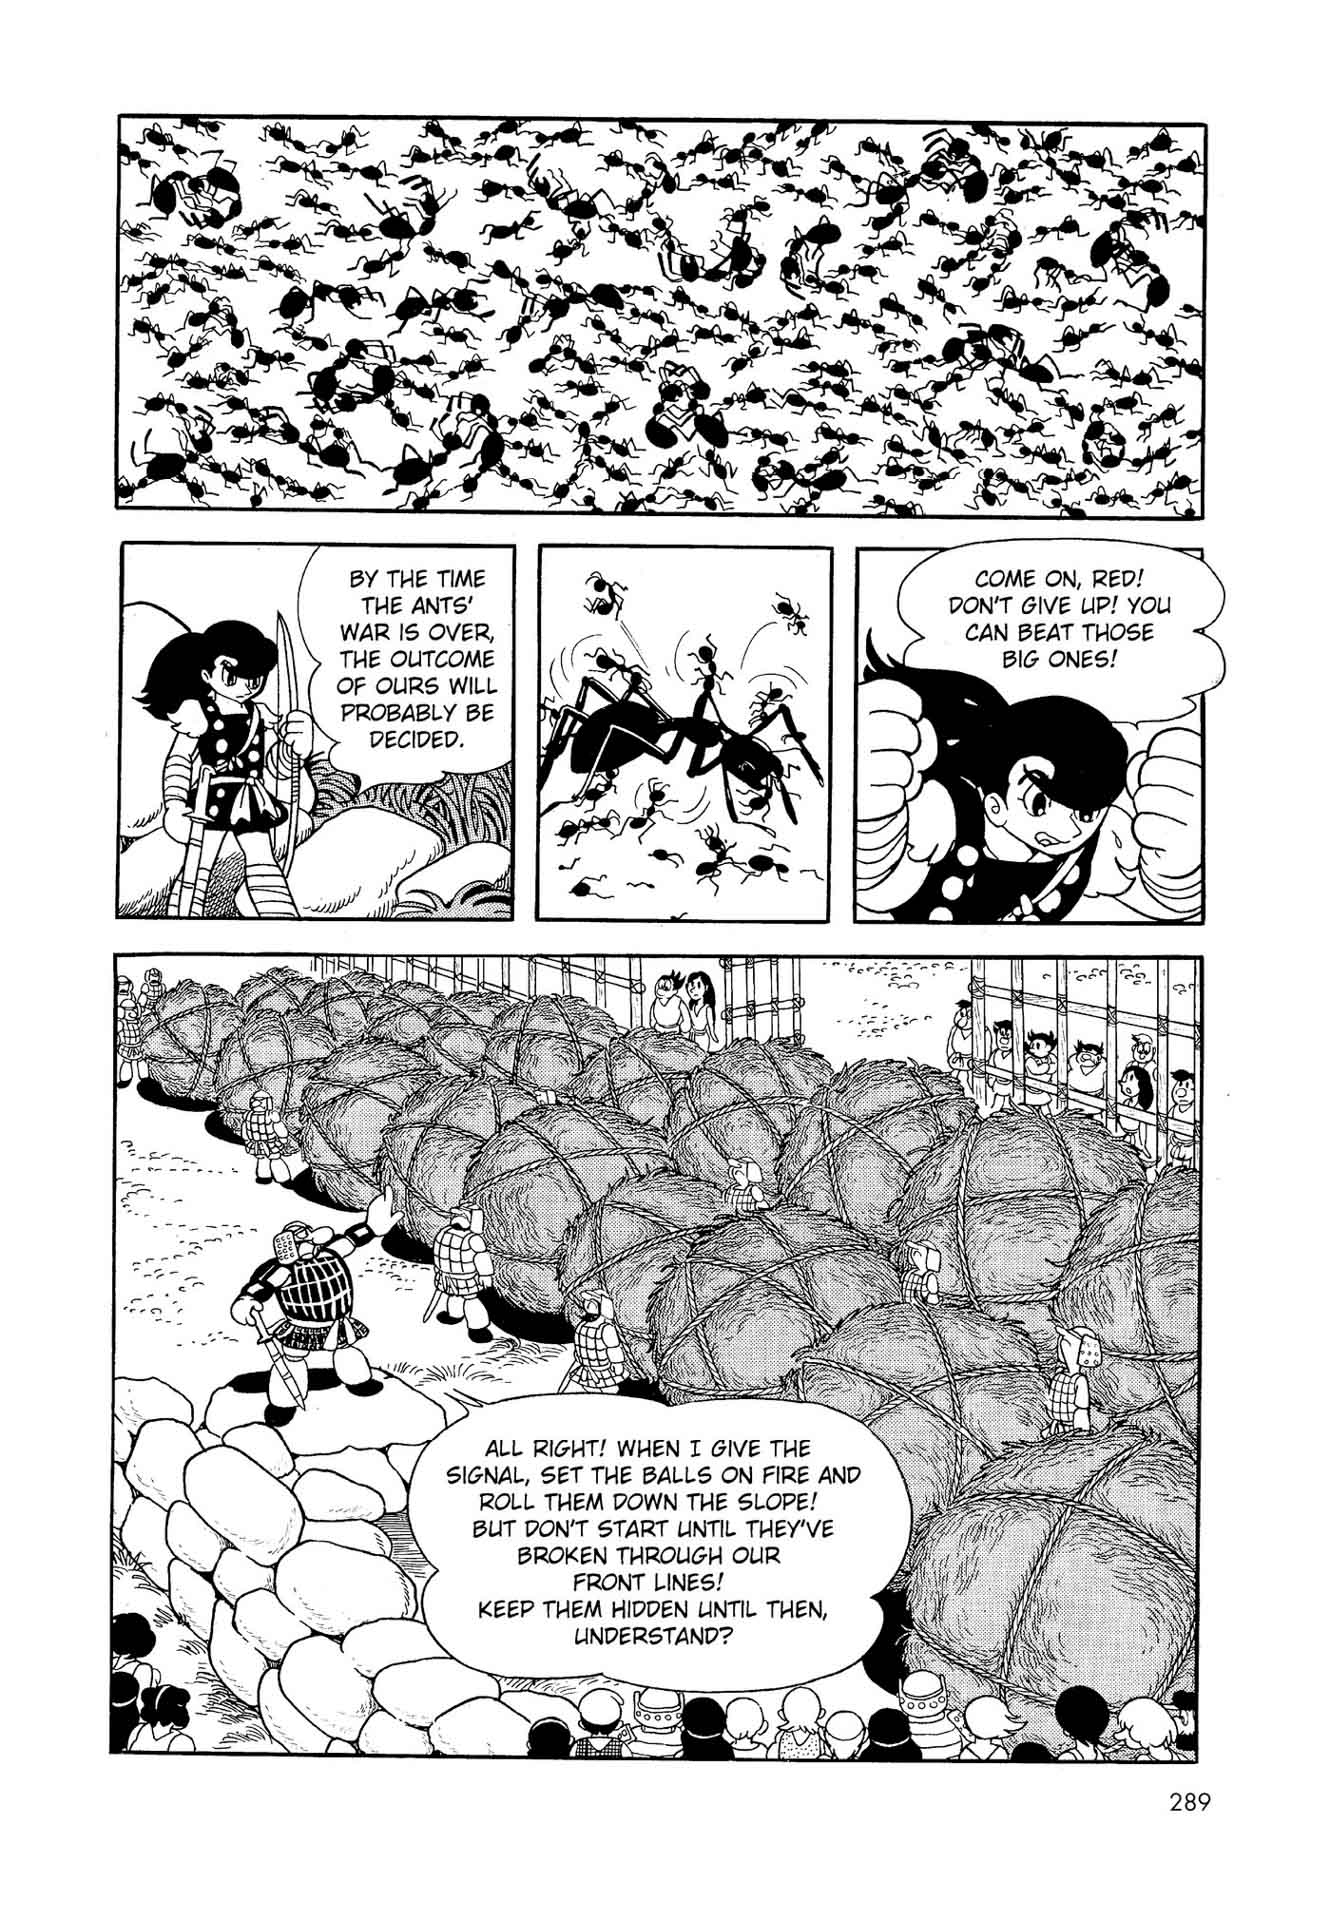 BY THE TIME
THE ANTS'
WAR IS OVER,
THE OUTCOME
OF OURS WILL
PROBABLY BE
DECIDED.
COME ON, RED!
DON'T GIVE UP! YOU
CAN BEAT THOSE
BIG ONES!
ALL RIGHT! WHEN I GIVE THE
SIGNAL, SET THE BALLS ON FIRE AND
ROLL THEM DOWN THE SLOPE!
BUT DON'T START UNTIL THEY'VE
BROKEN THROUGH OUR
FRONT LINES!
KEEP THEM HIDDEN UNTIL THEN,
UNDERSTAND?
289